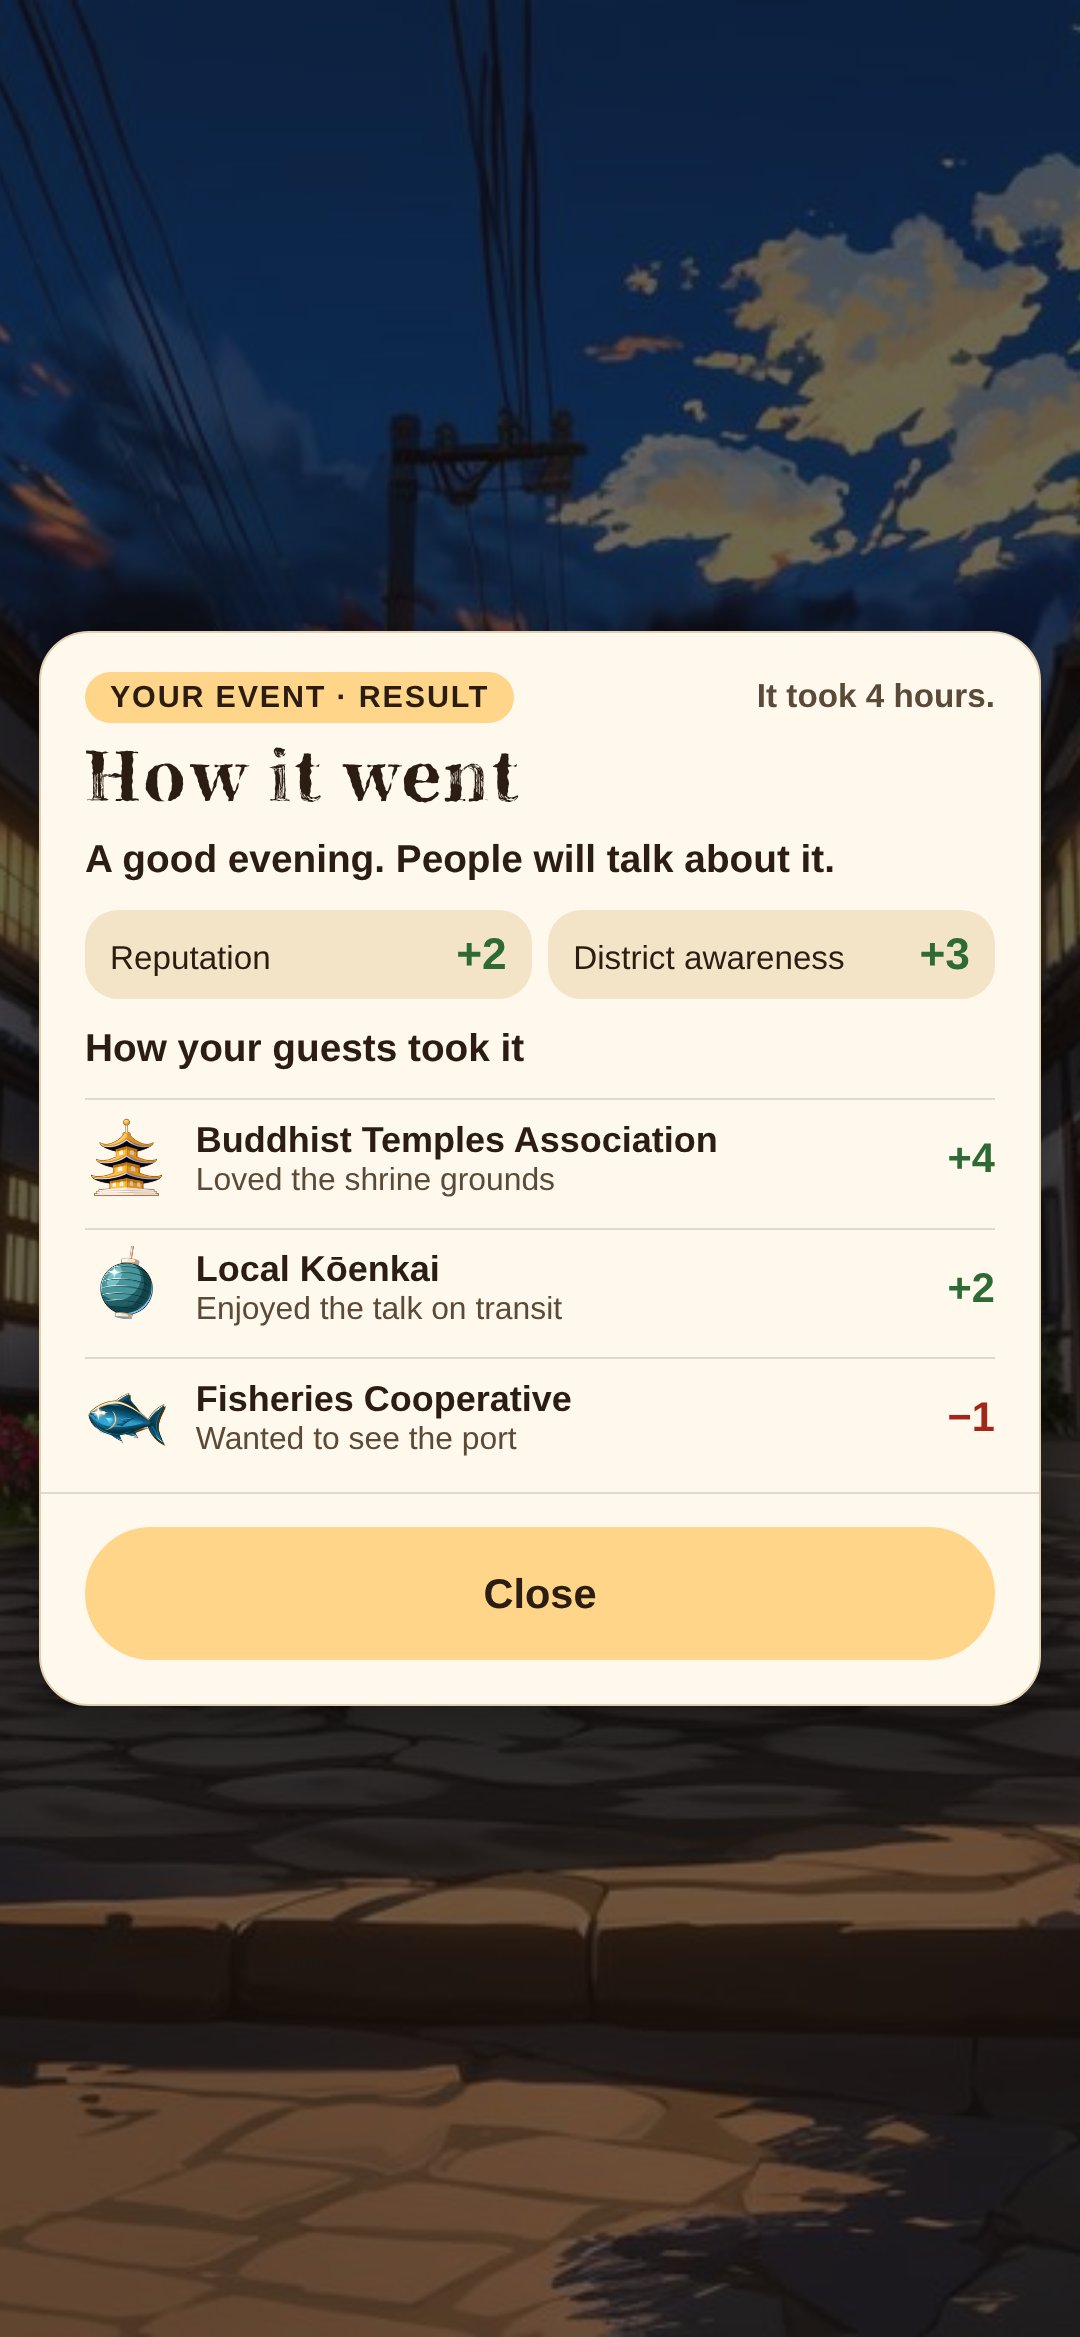 YOUR EVENT · RESULT
It took 4 hours.
How it went
A good evening. People will talk about it.
Reputation +2
District awareness +3
How your guests took it
Buddhist Temples Association
Loved the shrine grounds
+4
Local Kōenkai
Enjoyed the talk on transit
+2
Fisheries Cooperative
Wanted to see the port
−1
Close